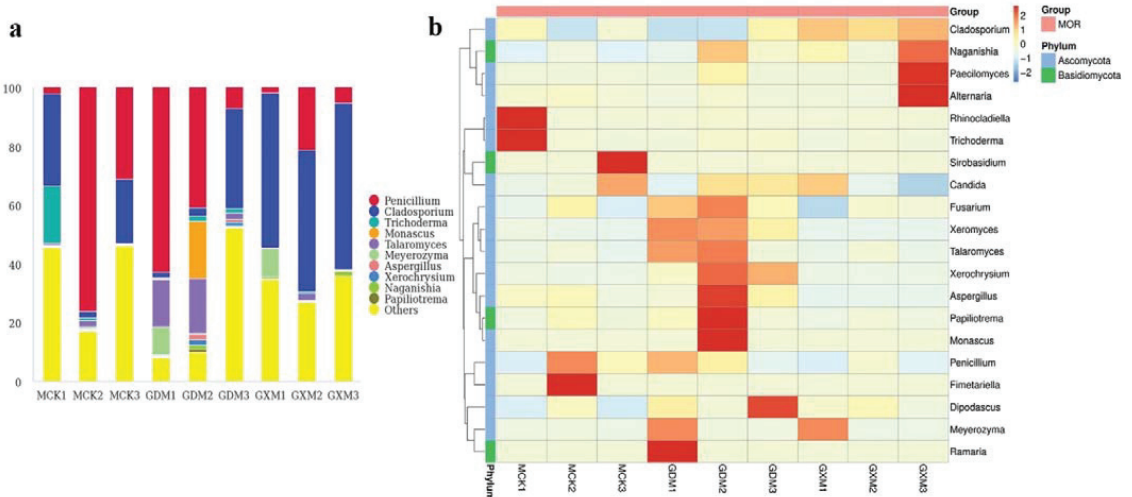 a
100
80
60
40
20
0
MCK1 MCK2 MCK3 GDM1 GDM2 GDM3 GXM1 GXM2 GXM3
Penicillium
Cladosporium
Trichoderma
Monascus
Talaromyces
Meyerozyma
Aspergillus
Xerochrysium
Naganishia
Papiliotrema
Others
b
Group
Cladosporium
Naganishia
Paecilomyces
Alternaria
Rhinocladiella
Trichoderma
Sirobasidium
Candida
Fusarium
Xeromyces
Talaromyces
Xerochrysium
Aspergillus
Papiliotrema
Monascus
Penicillium
Fimetariella
Dipodascus
Meyerozyma
Ramaria
Phylum MCK1 MCK2 MCK3 GDM1 GDM2 GDM3 GXM1 GXM2 GXM3
2
1
0
−1
−2
Group
MOR
Phylum
Ascomycota
Basidiomycota